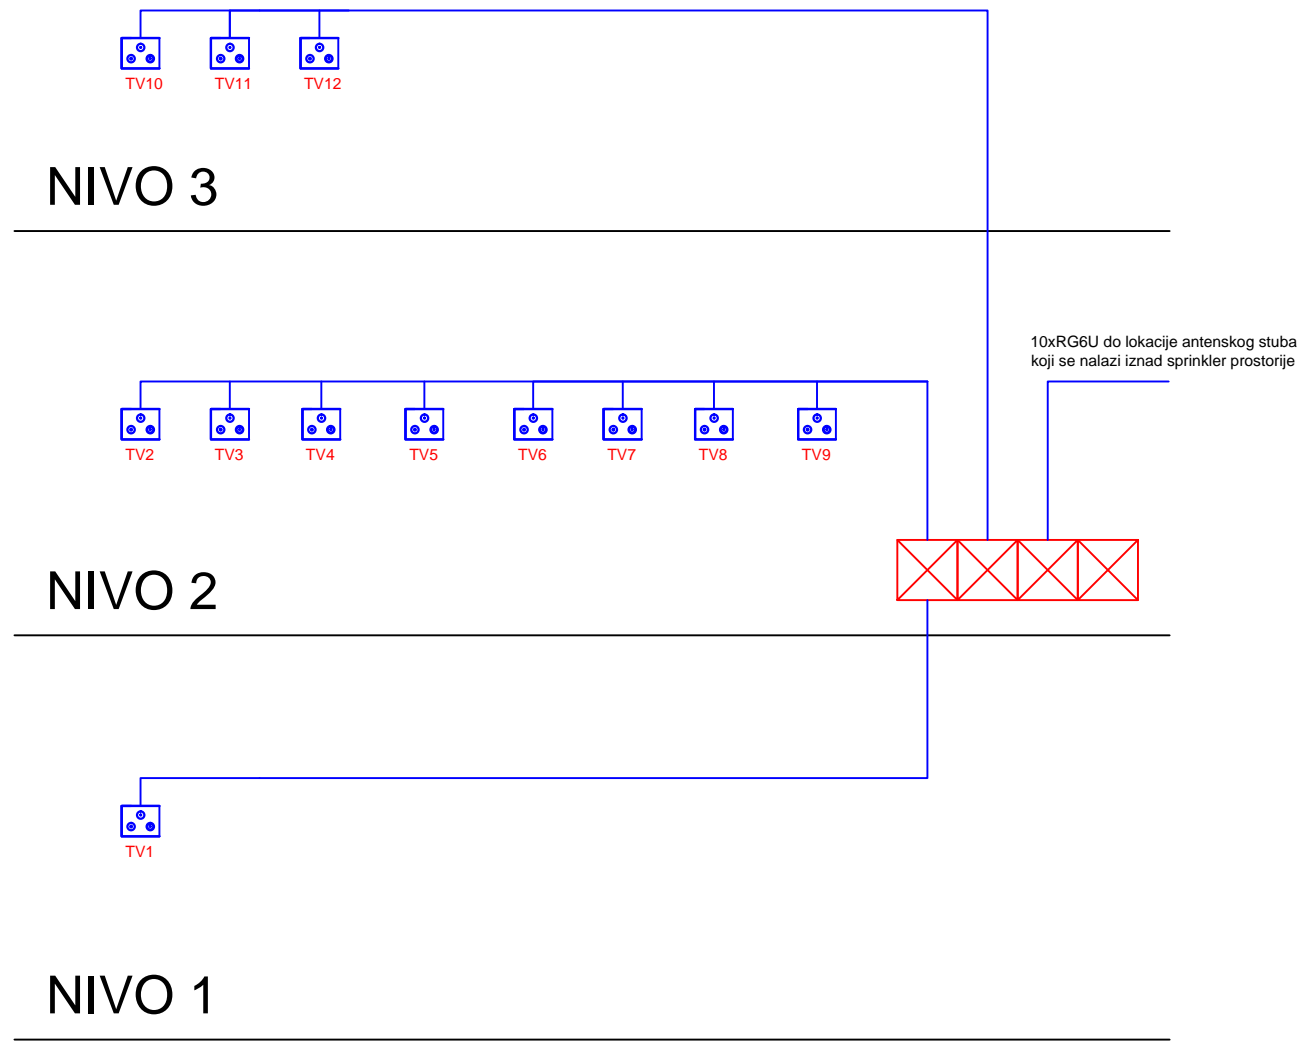 TV10 TV11 TV12
NIVO 3
10xRG6U do lokacije antenskog stuba
koji se nalazi iznad sprinkler prostorije
TV2 TV3 TV4 TV5 TV6 TV7 TV8 TV9
NIVO 2
TV1
NIVO 1